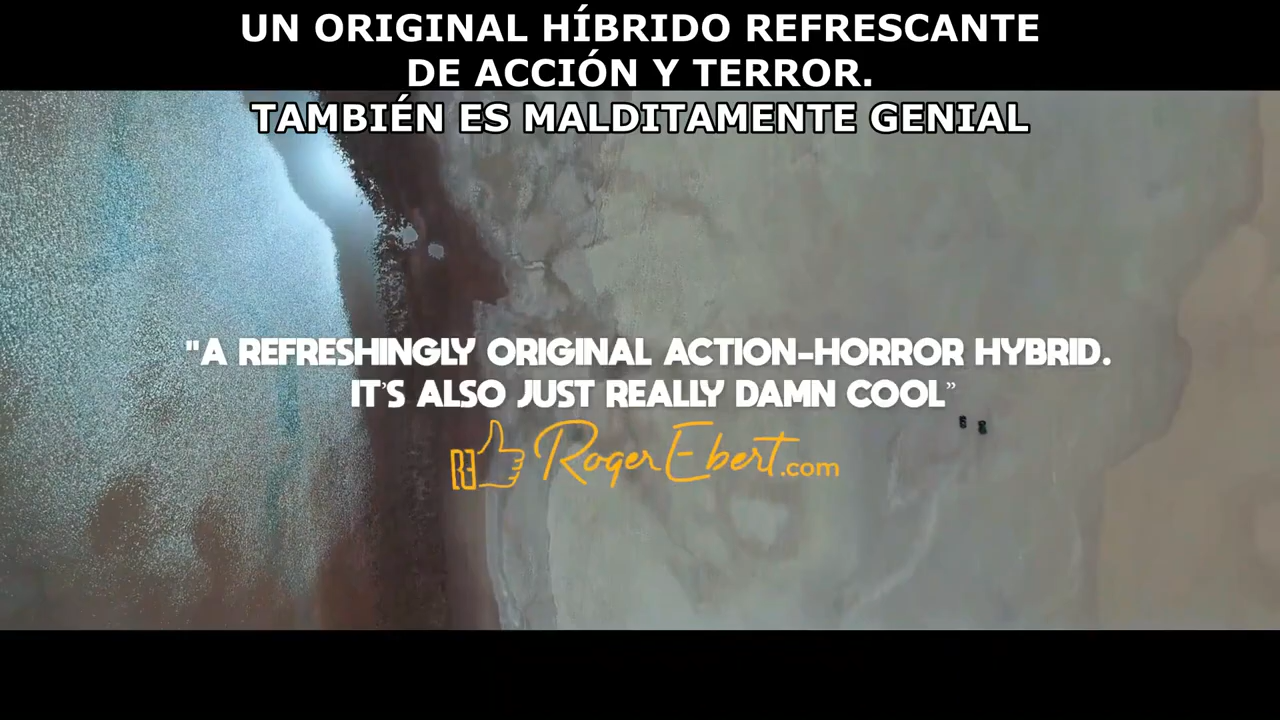 UN ORIGINAL HÍBRIDO REFRESCANTE
DE ACCIÓN Y TERROR.
TAMBIÉN ES MALDITAMENTE GENIAL
"A REFRESHINGLY ORIGINAL ACTION-HORROR HYBRID.
IT'S ALSO JUST REALLY DAMN COOL”
RogerEbert.com